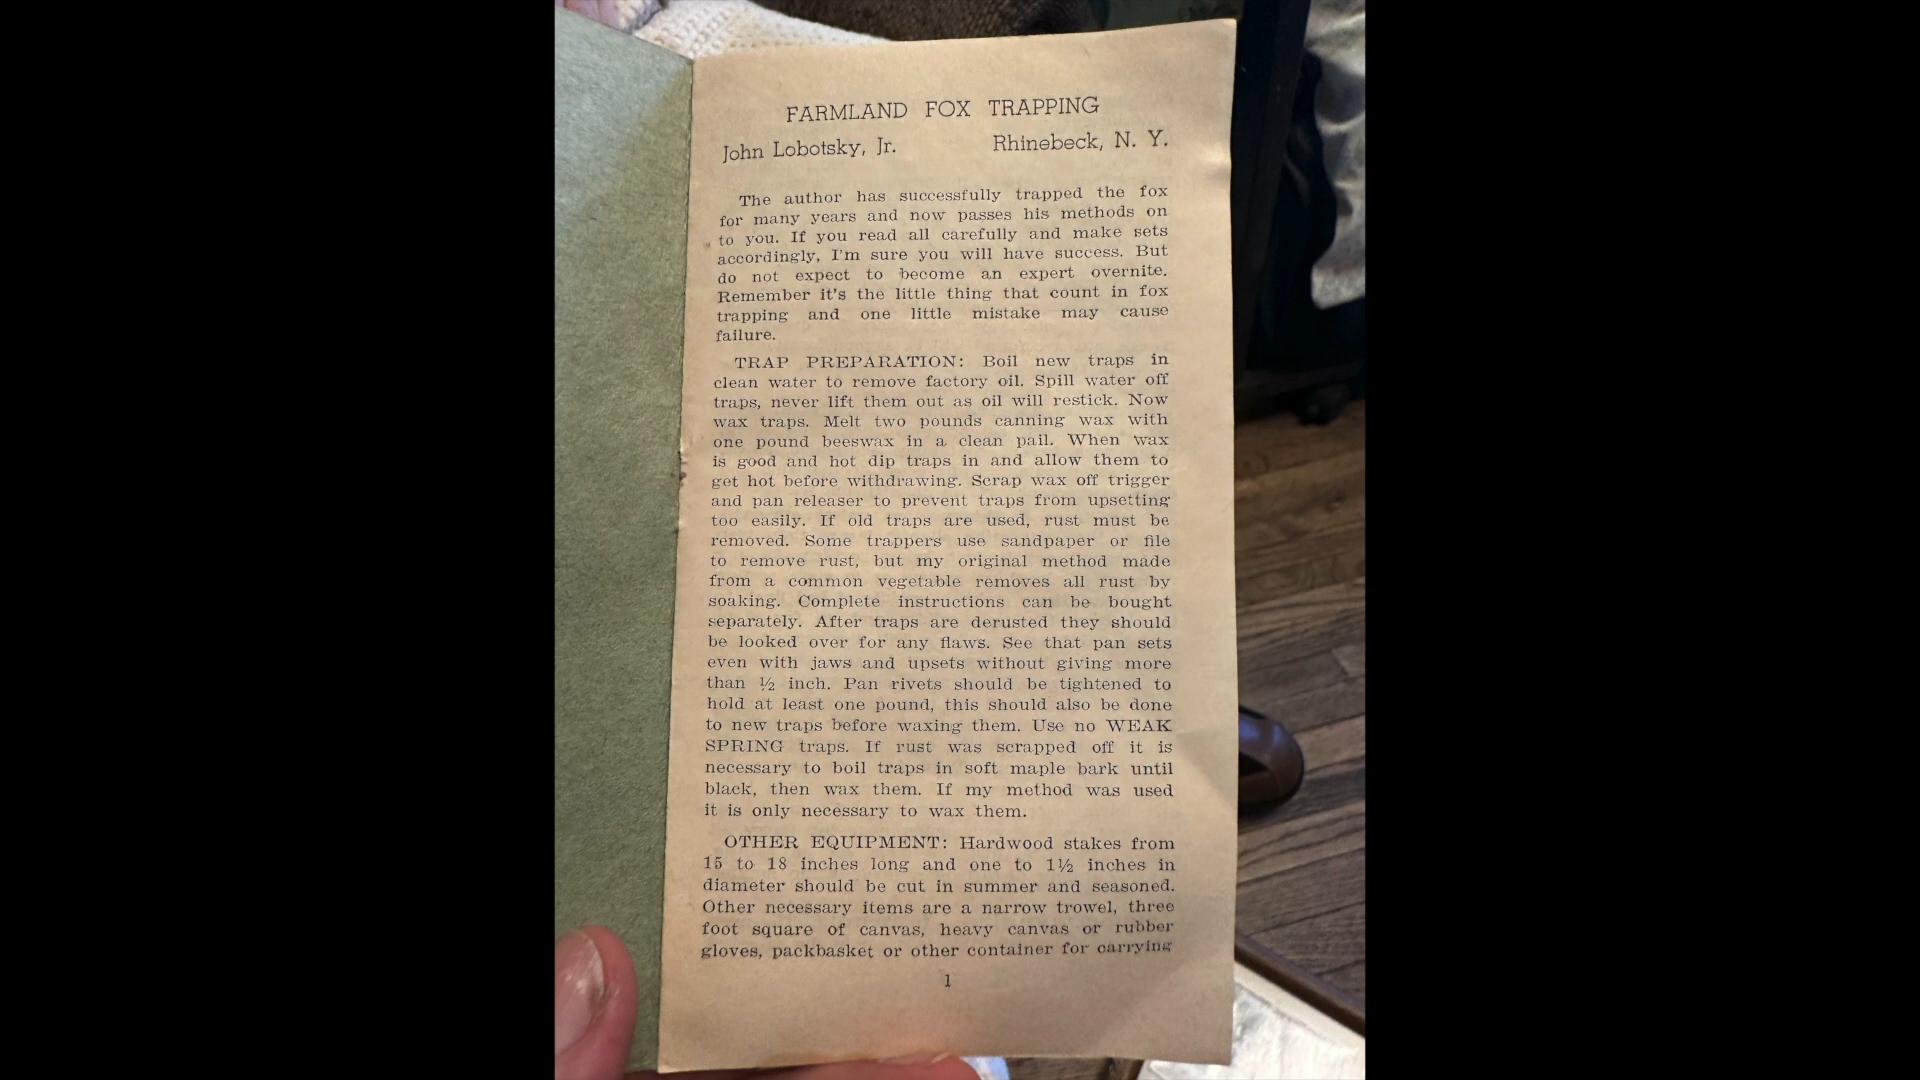 FARMLAND FOX TRAPPING
John Lobotsky, Jr. Rhinebeck, N. Y.
The author has successfully trapped the fox
for many years and now passes his methods on
to you. If you read all carefully and make sets
accordingly, I'm sure you will have success. But
do not expect to become an expert overnite.
Remember it's the little thing that count in fox
trapping and one little mistake may cause
failure.
TRAP PREPARATION: Boil new traps in
clean water to remove factory oil. Spill water off
traps, never lift them out as oil will restick. Now
wax traps. Melt two pounds canning wax with
one pound beeswax in a clean pail. When wax
is good and hot dip traps in and allow them to
get hot before withdrawing. Scrap wax off trigger
and pan releaser to prevent traps from upsetting
too easily. If old traps are used, rust must be
removed. Some trappers use sandpaper or file
to remove rust, but my original method made
from a common vegetable removes all rust by
soaking. Complete instructions can be bought
separately. After traps are derusted they should
be looked over for any flaws. See that pan sets
even with jaws and upsets without giving more
than ½ inch. Pan rivets should be tightened to
hold at least one pound, this should also be done
to new traps before waxing them. Use no WEAK
SPRING traps. If rust was scrapped off it is
necessary to boil traps in soft maple bark until
black, then wax them. If my method was used
it is only necessary to wax them.
OTHER EQUIPMENT: Hardwood stakes from
15 to 18 inches long and one to 1½ inches in
diameter should be cut in summer and seasoned.
Other necessary items are a narrow trowel, three
foot square of canvas, heavy canvas or rubber
gloves, packbasket or other container for carrying
1